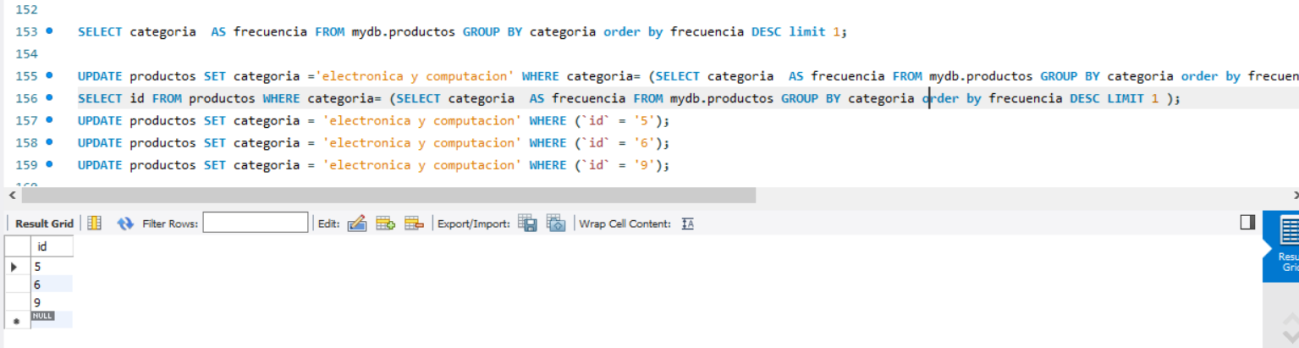 152
153 SELECT categoria  AS frecuencia FROM mydb.productos GROUP BY categoria order by frecuencia DESC limit 1;
154
155 UPDATE productos SET categoria ='electronica y computacion' WHERE categoria= (SELECT categoria  AS frecuencia FROM mydb.productos GROUP BY categoria order by frecuen
156 SELECT id FROM productos WHERE categoria= (SELECT categoria  AS frecuencia FROM mydb.productos GROUP BY categoria order by frecuencia DESC LIMIT 1 );
157 UPDATE productos SET categoria = 'electronica y computacion' WHERE (`id` = '5');
158 UPDATE productos SET categoria = 'electronica y computacion' WHERE (`id` = '6');
159 UPDATE productos SET categoria = 'electronica y computacion' WHERE (`id` = '9');
Result Grid Filter Rows: Edit: Export/Import: Wrap Cell Content:
id
5
6
9
NULL
Resu
Grid